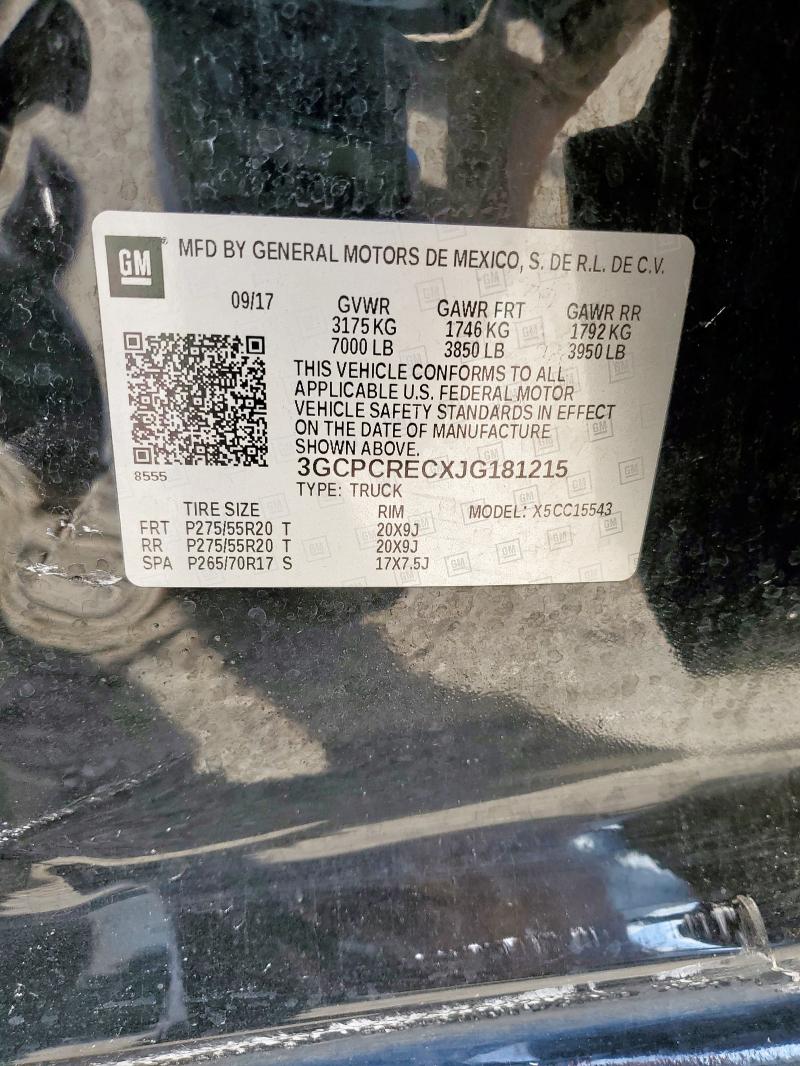 GM ® MFD BY GENERAL MOTORS DE MEXICO, S. DE R.L. DE C.V.
09/17 GVWR GAWR FRT GAWR RR
3175 KG 1746 KG 1792 KG
7000 LB 3850 LB 3950 LB
THIS VEHICLE CONFORMS TO ALL
APPLICABLE U.S. FEDERAL MOTOR
VEHICLE SAFETY STANDARDS IN EFFECT
ON THE DATE OF MANUFACTURE
SHOWN ABOVE.
8555 3GCPCRECXJG181215
TYPE: TRUCK
TIRE SIZE RIM MODEL: X5CC15543
FRT P275/55R20 T 20X9J
RR P275/55R20 T 20X9J
SPA P265/70R17 S 17X7.5J